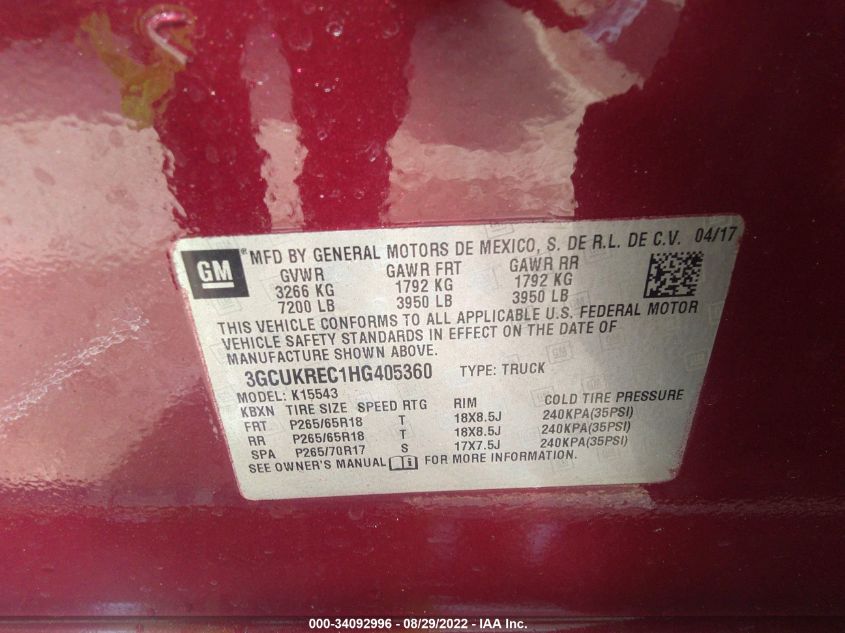 GM MFD BY GENERAL MOTORS DE MEXICO, S. DE R.L. DE C.V. 04/17
GVWR GAWR FRT GAWR RR
3266 KG 1792 KG 1792 KG
7200 LB 3950 LB 3950 LB
THIS VEHICLE CONFORMS TO ALL APPLICABLE U.S. FEDERAL MOTOR
VEHICLE SAFETY STANDARDS IN EFFECT ON THE DATE OF
MANUFACTURE SHOWN ABOVE.
3GCUKREC1HG405360 TYPE: TRUCK
MODEL: K15543
KBXN TIRE SIZE SPEED RTG RIM COLD TIRE PRESSURE
FRT P265/65R18 T 18X8.5J 240KPA(35PSI)
RR P265/65R18 T 18X8.5J 240KPA(35PSI)
SPA P265/70R17 S 17X7.5J 240KPA(35PSI)
SEE OWNER'S MANUAL FOR MORE INFORMATION.
000-34092996 - 08/29/2022 - IAA Inc.